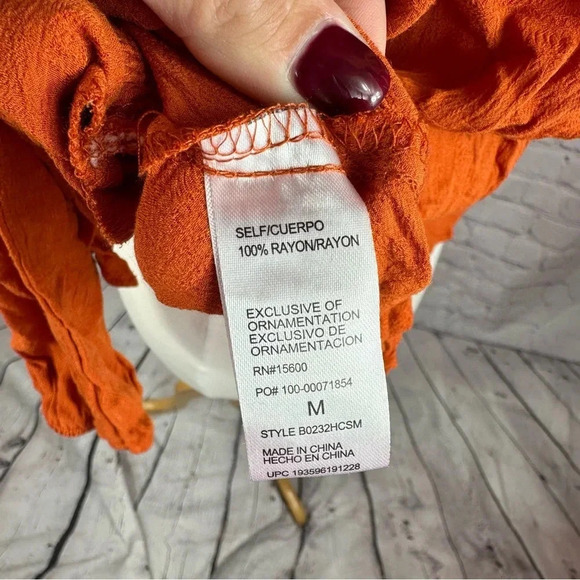 SELF/CUERPO
100% RAYON/RAYON
EXCLUSIVE OF
ORNAMENTATION
EXCLUSIVO DE
ORNAMENTACION
RN#15600
PO# 100-00071854
M
STYLE B0232HCSM
MADE IN CHINA
HECHO EN CHINA
UPC 193596191228